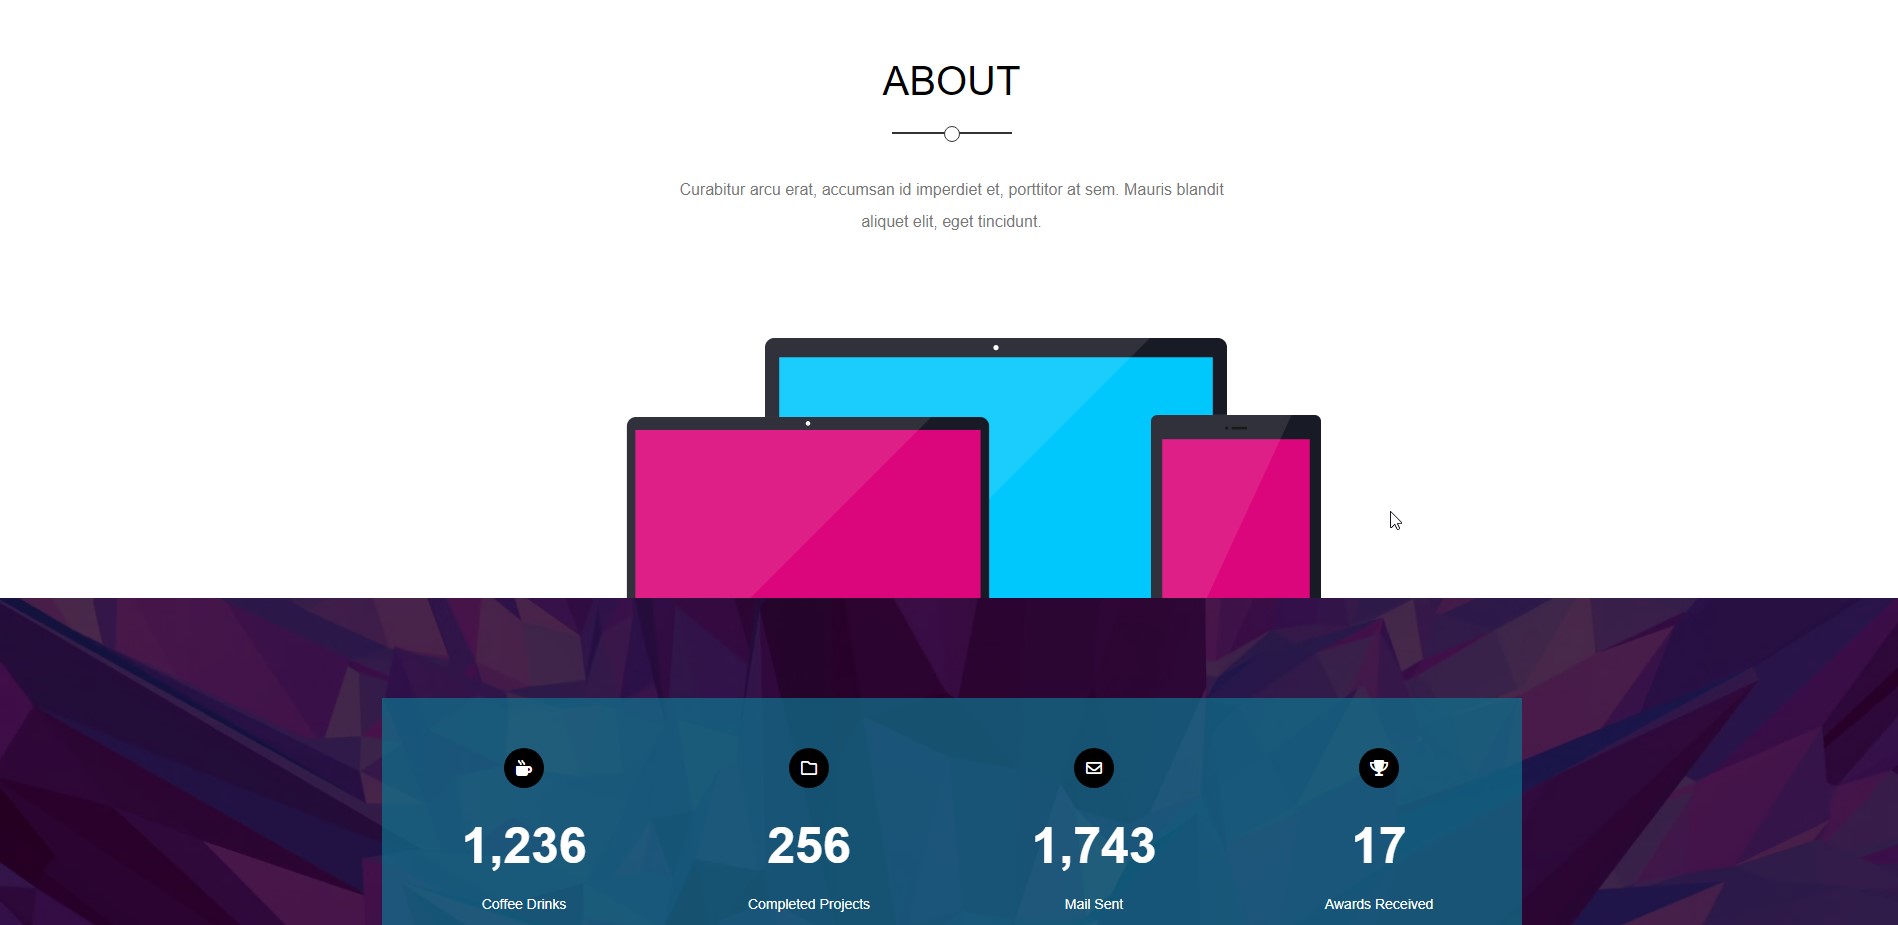 ABOUT
Curabitur arcu erat, accumsan id imperdiet et, porttitor at sem. Mauris blandit
aliquet elit, eget tincidunt.
1,236
256
1,743
17
Coffee Drinks
Completed Projects
Mail Sent
Awards Received